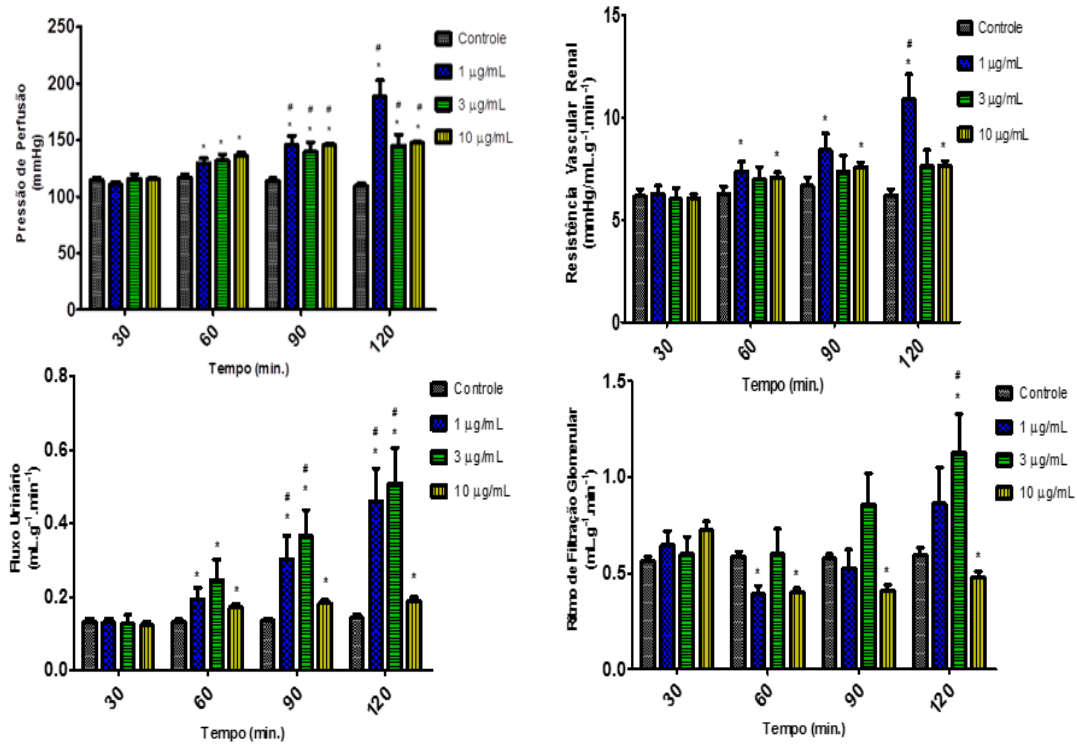 Pressão de Perfusão
(mmHg)
250
200
150
100
50
0
30
60
90
120
Tempo (min.)
Controle
1 µg/mL
3 µg/mL
10 µg/mL
* * *
# # #
* * *
#
*
# #
* *
Resistência Vascular Renal
(mmHg/mL.g⁻¹.min⁻¹)
15
10
5
0
30
60
90
120
Tempo (min.)
Controle
1 µg/mL
3 µg/mL
10 µg/mL
* *
* *
#
* *
Fluxo Urinário
(mL.g⁻¹.min⁻¹)
0.8
0.6
0.4
0.2
0.0
30
60
90
120
Tempo (min.)
Controle
1 µg/mL
3 µg/mL
10 µg/mL
* * *
# #
* * *
# #
* * *
Ritmo de Filtração Glomerular
(mL.g⁻¹.min⁻¹)
1.5
1.0
0.5
0.0
30
60
90
120
Tempo (min.)
Controle
1 µg/mL
3 µg/mL
10 µg/mL
* *
*
#
* *